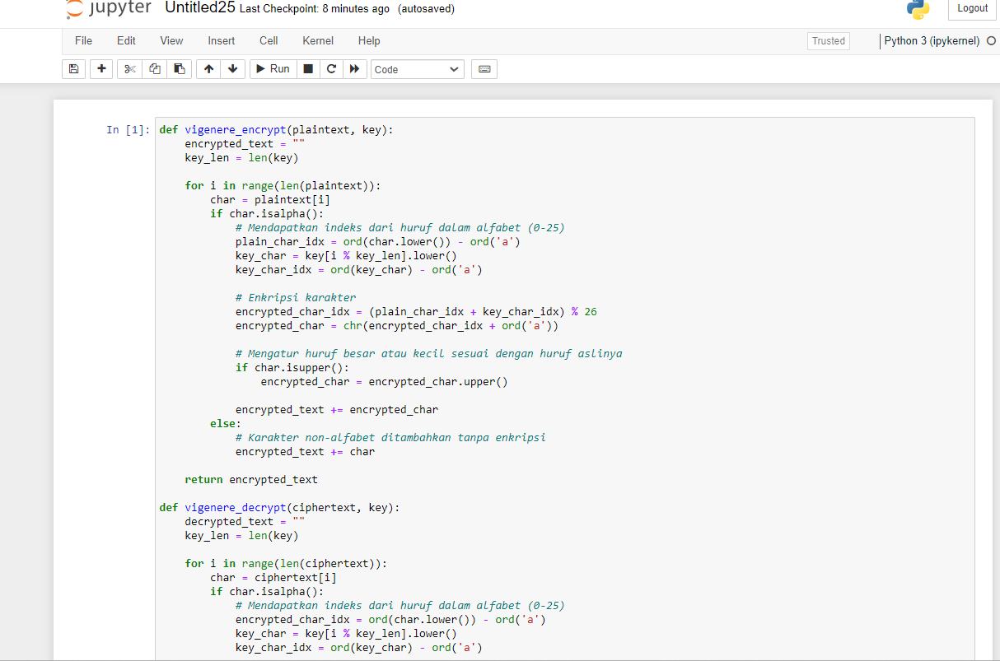 jupyter Untitled25 Last Checkpoint: 8 minutes ago (autosaved) Logout
File Edit View Insert Cell Kernel Help Trusted Python 3 (ipykernel)
Run Code
In [1]: def vigenere_encrypt(plaintext, key):
    encrypted_text = ""
    key_len = len(key)
    for i in range(len(plaintext)):
        char = plaintext[i]
        if char.isalpha():
            # Mendapatkan indeks dari huruf dalam alfabet (0-25)
            plain_char_idx = ord(char.lower()) - ord('a')
            key_char = key[i % key_len].lower()
            key_char_idx = ord(key_char) - ord('a')
            # Enkripsi karakter
            encrypted_char_idx = (plain_char_idx + key_char_idx) % 26
            encrypted_char = chr(encrypted_char_idx + ord('a'))
            # Mengatur huruf besar atau kecil sesuai dengan huruf aslinya
            if char.isupper():
                encrypted_char = encrypted_char.upper()
            encrypted_text += encrypted_char
        else:
            # Karakter non-alfabet ditambahkan tanpa enkripsi
            encrypted_text += char
    return encrypted_text
def vigenere_decrypt(ciphertext, key):
    decrypted_text = ""
    key_len = len(key)
    for i in range(len(ciphertext)):
        char = ciphertext[i]
        if char.isalpha():
            # Mendapatkan indeks dari huruf dalam alfabet (0-25)
            encrypted_char_idx = ord(char.lower()) - ord('a')
            key_char = key[i % key_len].lower()
            key_char_idx = ord(key_char) - ord('a')